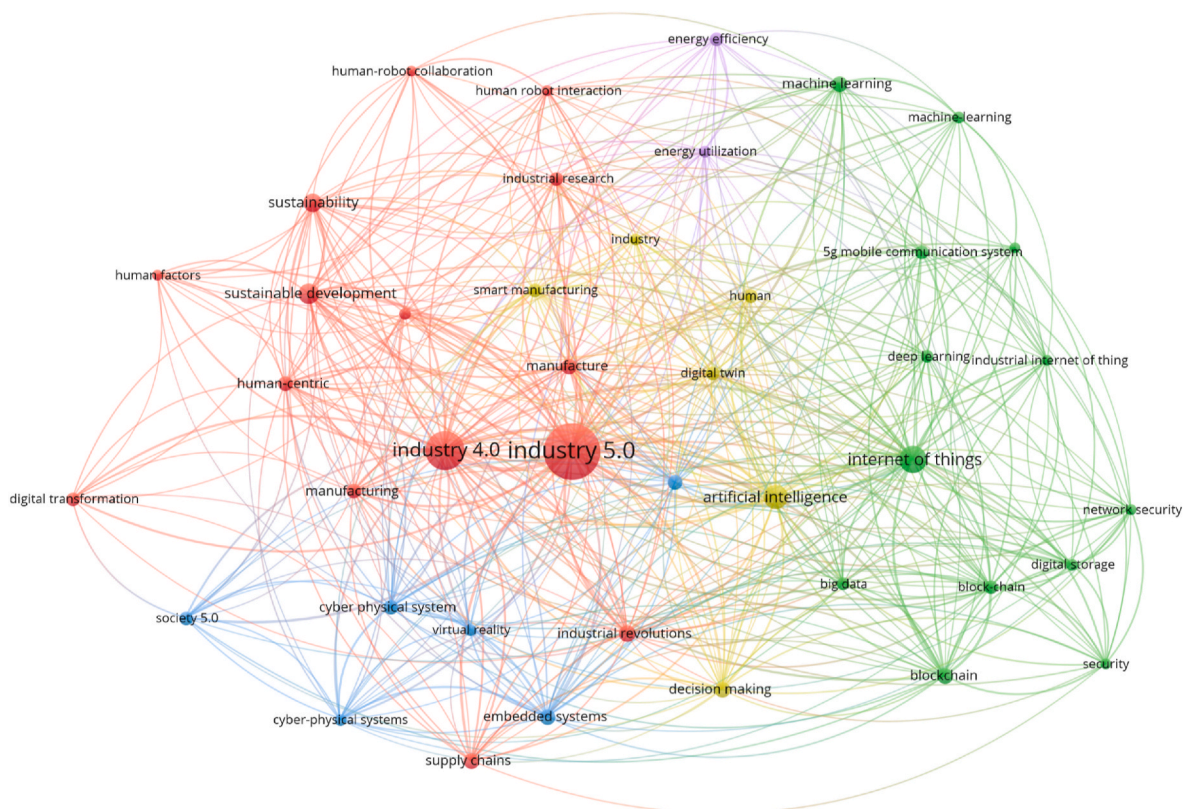 energy efficiency
human-robot collaboration
machine learning
human robot interaction
machine-learning
energy utilization
industrial research
sustainability
industry
5g mobile communication system
human factors
sustainable development
smart manufacturing
human
deep learning
industrial internet of thing
manufacture
digital twin
human-centric
industry 4.0
industry 5.0
internet of things
manufacturing
artificial intelligence
digital transformation
network security
digital storage
big data
block-chain
cyber physical system
society 5.0
virtual reality
industrial revolutions
security
blockchain
decision making
cyber-physical systems
embedded systems
supply chains